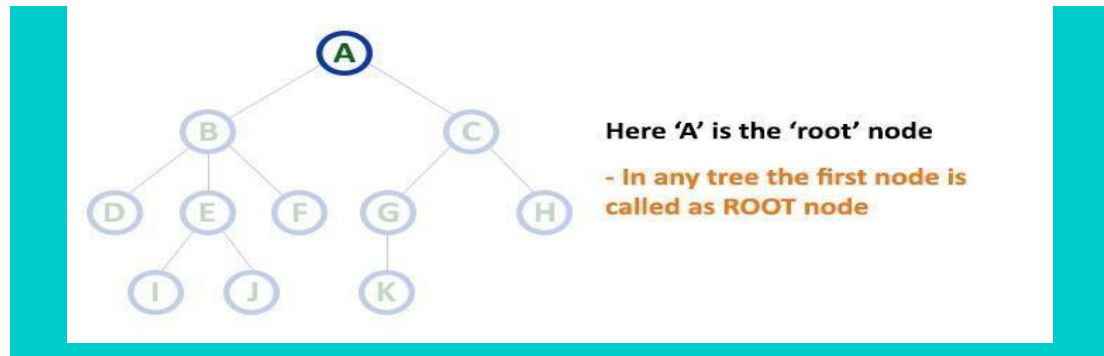 A
B
C
Here ‘A’ is the ‘root’ node
- In any tree the first node is
called as ROOT node
D
E
F
G
H
I
J
K